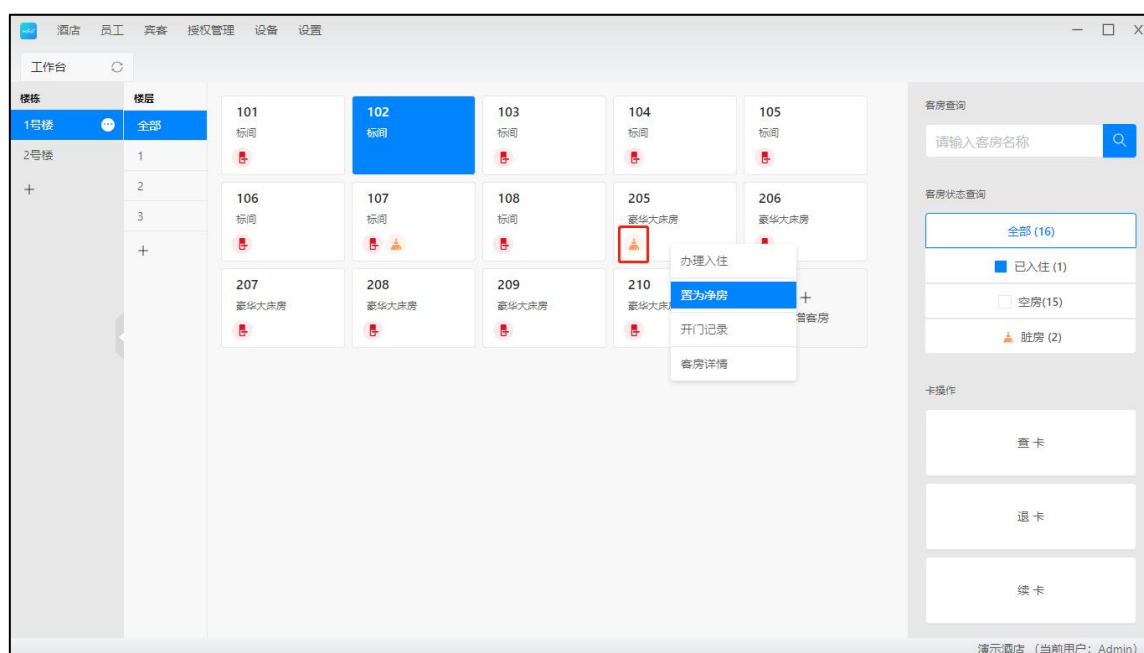 酒店 员工 宾客 授权管理 设备 设置
工作台
楼栋
1号楼
2号楼
+
楼层
全部
1
2
3
+
101
标间
102
标间
103
标间
104
标间
105
标间
106
标间
107
标间
108
标间
205
豪华大床房
206
豪华大床房
207
豪华大床房
208
豪华大床房
209
豪华大床房
210
豪华大床
+
增客房
办理入住
置为净房
开门记录
客房详情
客房查询
请输入客房名称
客房状态查询
全部 (16)
已入住 (1)
空房(15)
脏房 (2)
卡操作
查 卡
退 卡
续 卡
演示酒店 (当前用户: Admin)